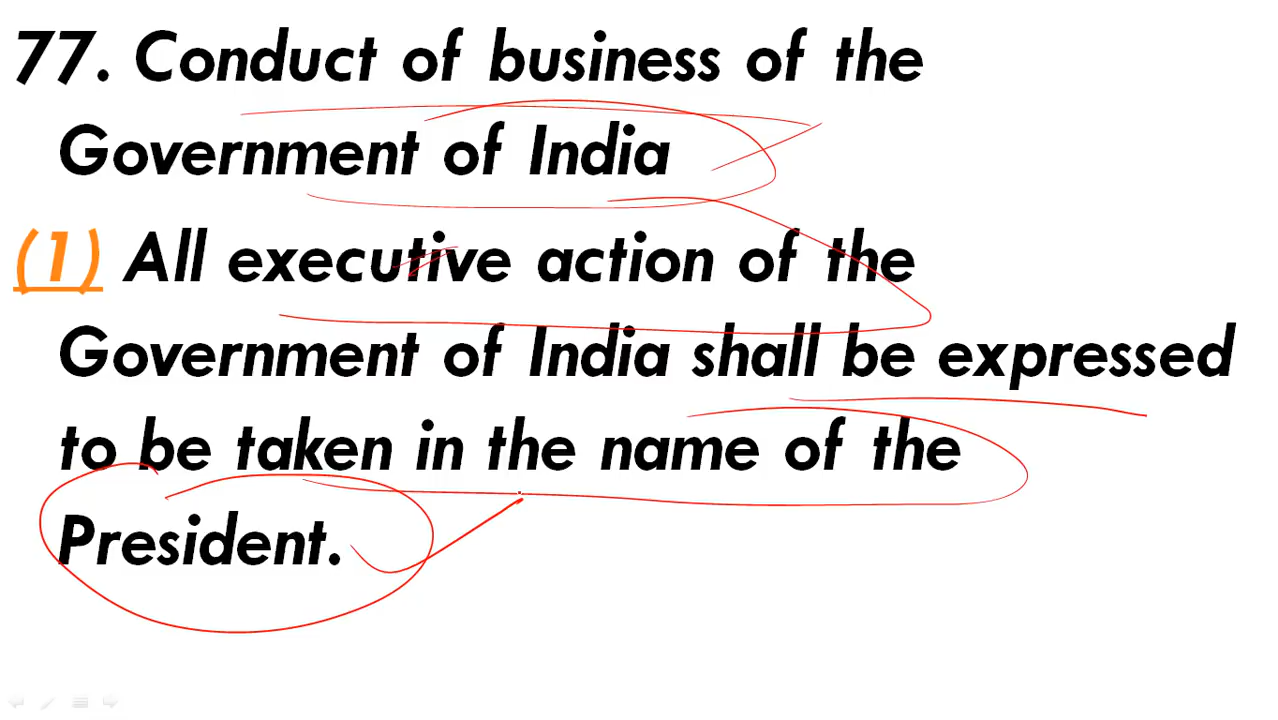 77. Conduct of business of the
Government of India
(1) All executive action of the
Government of India shall be expressed
to be taken in the name of the
President.